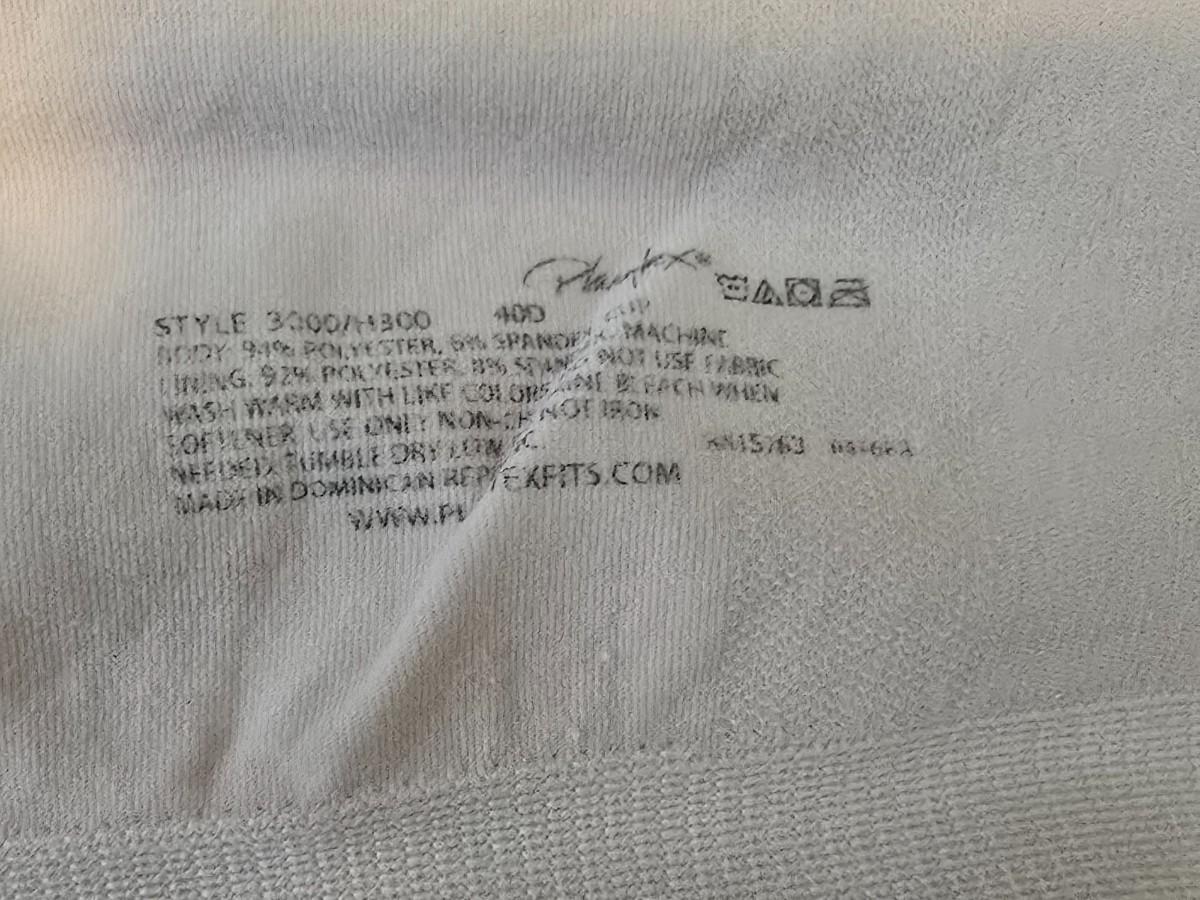 Playtex®
STYLE 3000/H300 40D CUP
BODY: 94% POLYESTER, 6% SPANDEX MACHINE
LINING: 92% POLYESTER, 8% NOT USE FABRIC
WASH WARM WITH LIKE COLORS BLEACH WHEN
SOFTENER USE ONLY NOT IRON
NEEDED. TUMBLE DRY LOW
MADE IN DOMINICAN REP EXFITS.COM
WWW.PL
RN15763